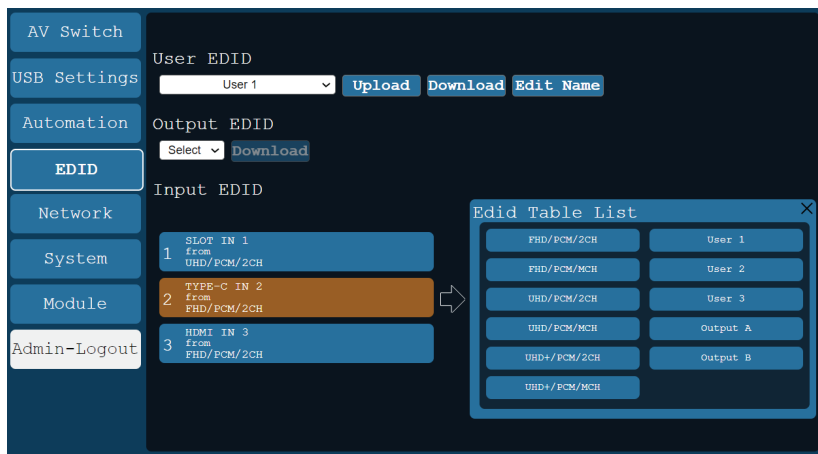 AV Switch
USB Settings
Automation
EDID
Network
System
Module
Admin-Logout
User EDID
User 1
Upload
Download
Edit Name
Output EDID
Select
Download
Input EDID
1
SLOT IN 1
from
UHD/PCM/2CH
2
TYPE-C IN 2
from
FHD/PCM/2CH
3
HDMI IN 3
from
FHD/PCM/2CH
Edid Table List
FHD/PCM/2CH
User 1
FHD/PCM/MCH
User 2
UHD/PCM/2CH
User 3
UHD/PCM/MCH
Output A
UHD+/PCM/2CH
Output B
UHD+/PCM/MCH